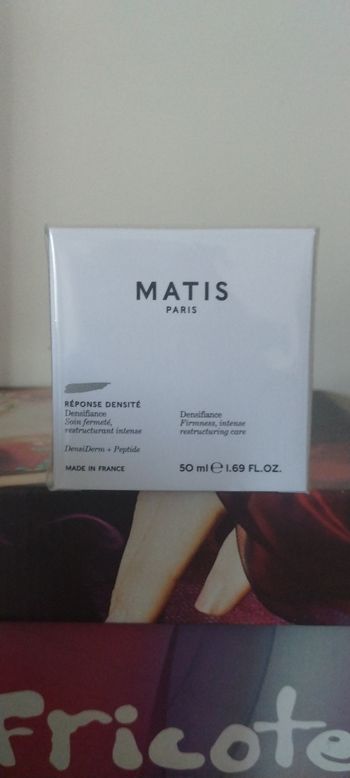 MATIS
PARIS
RÉPONSE DENSITÉ
Densifiance
Soin fermeté,
restructurant intense
DensiDerm + Peptide
MADE IN FRANCE
Densifiance
Firmness, intense
restructuring care
50 ml ℮ 1.69 FL.OZ.
Fricote